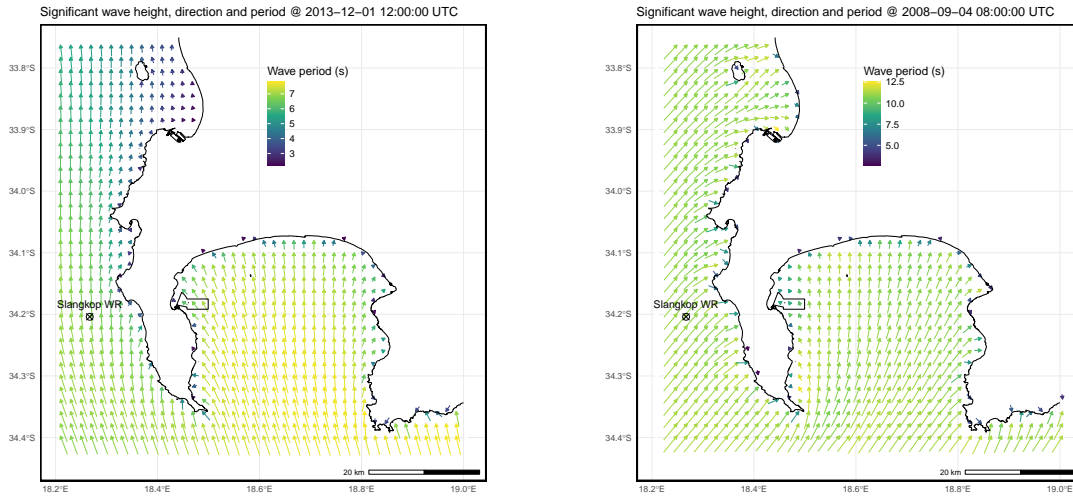 Significant wave height, direction and period @ 2013−12−01 12:00:00 UTC
Wave period (s)
7
6
5
4
3
33.8°S
33.9°S
34.0°S
34.1°S
34.2°S
34.3°S
34.4°S
Slangkop WR
20 km
18.2°E
18.4°E
18.6°E
18.8°E
19.0°E
Significant wave height, direction and period @ 2008−09−04 08:00:00 UTC
Wave period (s)
12.5
10.0
7.5
5.0
33.8°S
33.9°S
34.0°S
34.1°S
34.2°S
34.3°S
34.4°S
Slangkop WR
20 km
18.2°E
18.4°E
18.6°E
18.8°E
19.0°E